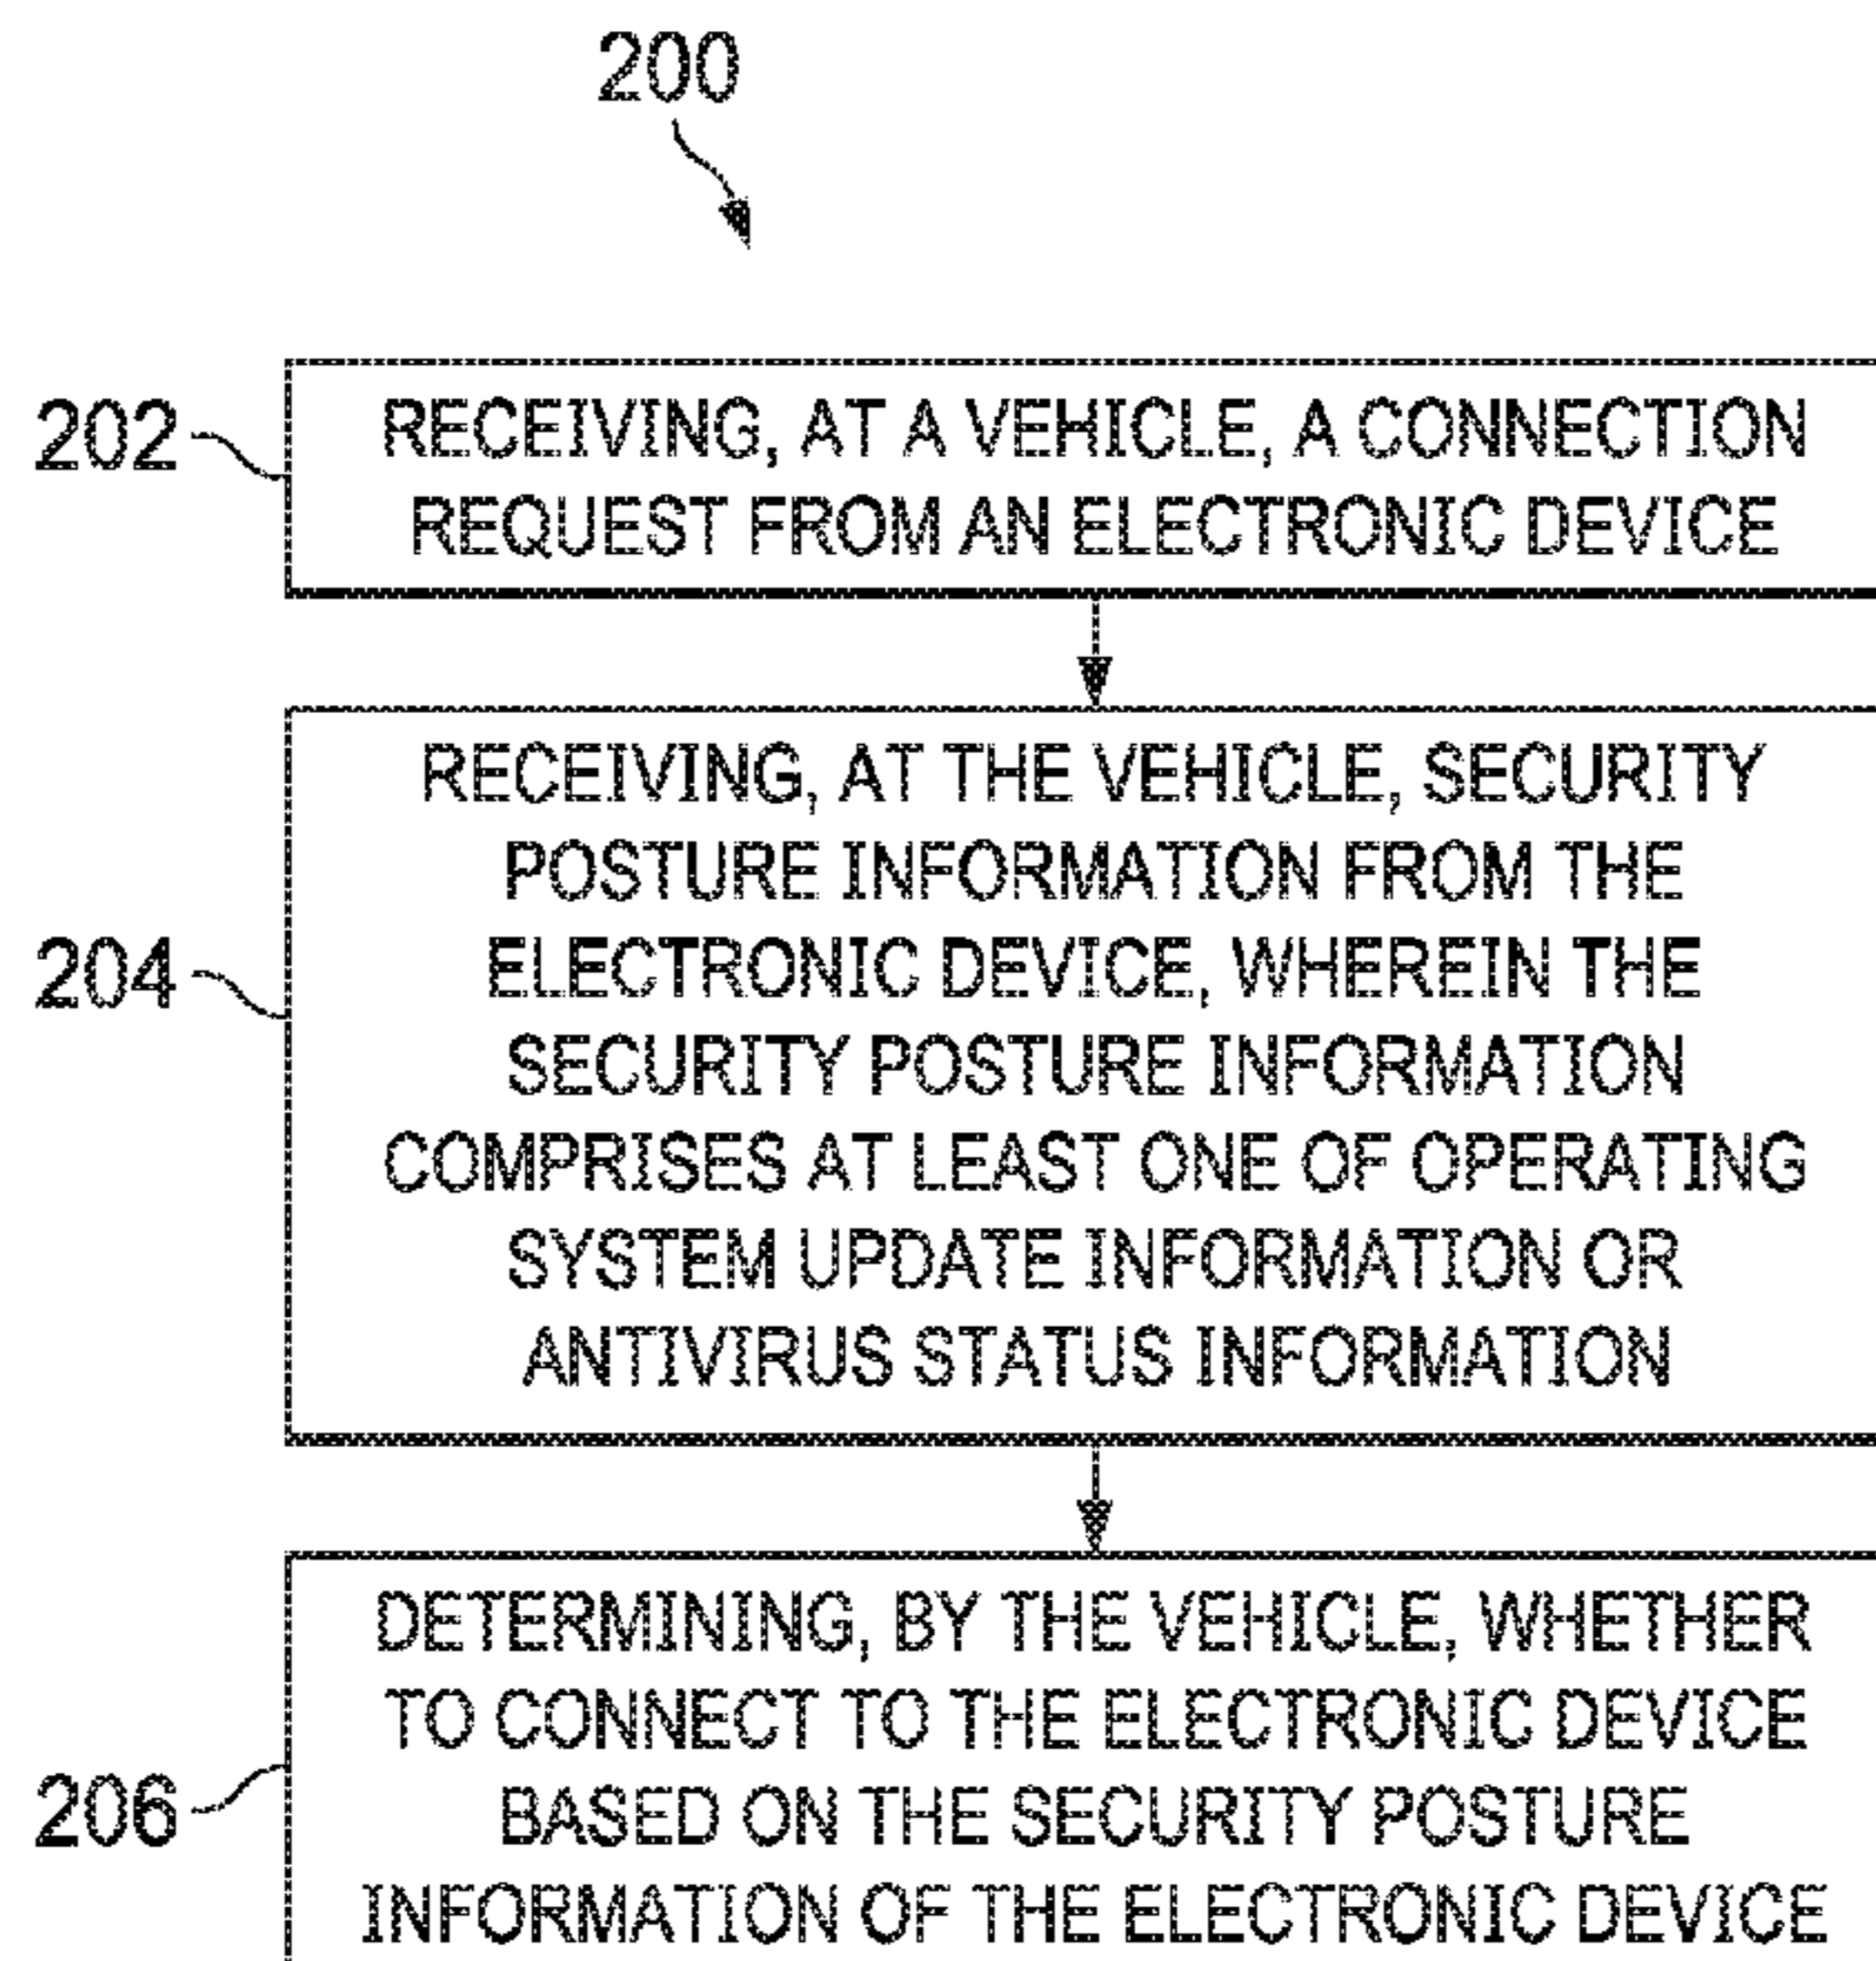 200
202
RECEIVING, AT A VEHICLE, A CONNECTION
REQUEST FROM AN ELECTRONIC DEVICE
204
RECEIVING, AT THE VEHICLE, SECURITY
POSTURE INFORMATION FROM THE
ELECTRONIC DEVICE, WHEREIN THE
SECURITY POSTURE INFORMATION
COMPRISES AT LEAST ONE OF OPERATING
SYSTEM UPDATE INFORMATION OR
ANTIVIRUS STATUS INFORMATION
206
DETERMINING, BY THE VEHICLE, WHETHER
TO CONNECT TO THE ELECTRONIC DEVICE
BASED ON THE SECURITY POSTURE
INFORMATION OF THE ELECTRONIC DEVICE